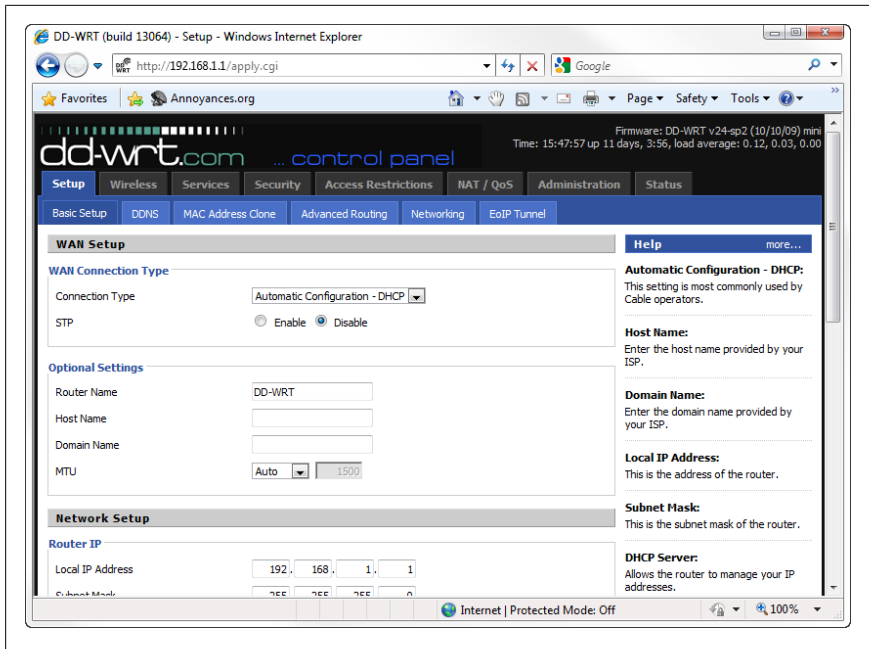 DD-WRT (build 13064) - Setup - Windows Internet Explorer
http://192.168.1.1/apply.cgi
Google
Favorites Annoyances.org Page Safety Tools
Firmware: DD-WRT v24-sp2 (10/10/09) mini
Time: 15:47:57 up 11 days, 3:56, load average: 0.12, 0.03, 0.00
dd-wrt.com ... control panel
Setup Wireless Services Security Access Restrictions NAT / QoS Administration Status
Basic Setup DDNS MAC Address Clone Advanced Routing Networking EoIP Tunnel
WAN Setup
WAN Connection Type
Connection Type Automatic Configuration - DHCP
STP Enable Disable
Optional Settings
Router Name DD-WRT
Host Name
Domain Name
MTU Auto 1500
Network Setup
Router IP
Local IP Address 192. 168. 1. 1
Subnet Mask 255 255 255 0
Help more...
Automatic Configuration - DHCP:
This setting is most commonly used by
Cable operators.
Host Name:
Enter the host name provided by your
ISP.
Domain Name:
Enter the domain name provided by
your ISP.
Local IP Address:
This is the address of the router.
Subnet Mask:
This is the subnet mask of the router.
DHCP Server:
Allows the router to manage your IP
addresses.
Internet | Protected Mode: Off 100%